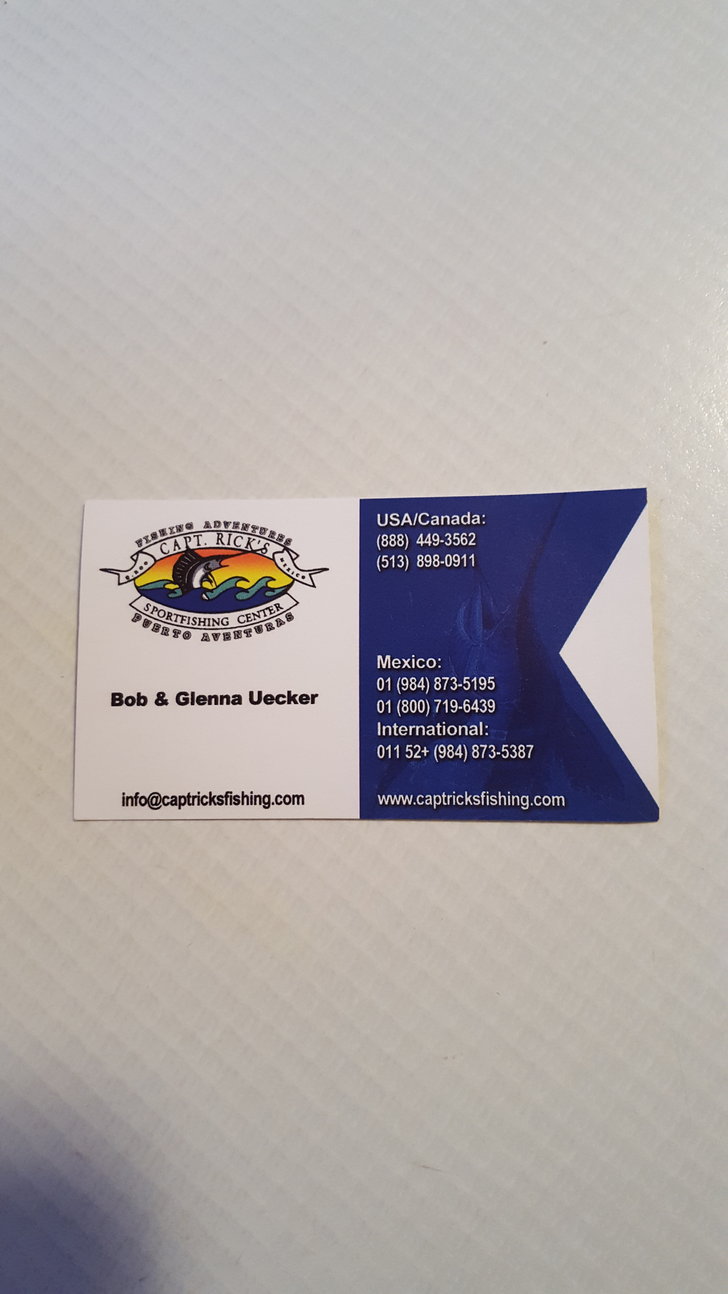 FISHING ADVENTURES
CAPT. RICK'S
MEXICO
SPORTFISHING CENTER
PUERTO AVENTURAS
Bob & Glenna Uecker
info@captricksfishing.com
USA/Canada:
(888) 449-3562
(513) 898-0911
Mexico:
01 (984) 873-5195
01 (800) 719-6439
International:
011 52+ (984) 873-5387
www.captricksfishing.com